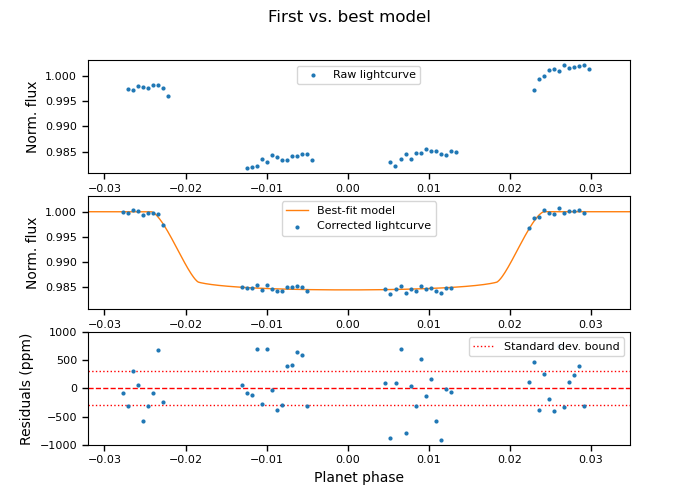 First vs. best model
Norm. flux
1.000
0.995
0.990
0.985
Raw lightcurve
−0.03 −0.02 −0.01 0.00 0.01 0.02 0.03
Norm. flux
1.000
0.995
0.990
0.985
Best-fit model
Corrected lightcurve
−0.03 −0.02 −0.01 0.00 0.01 0.02 0.03
Residuals (ppm)
1000
500
0
−500
−1000
Standard dev. bound
−0.03 −0.02 −0.01 0.00 0.01 0.02 0.03
Planet phase